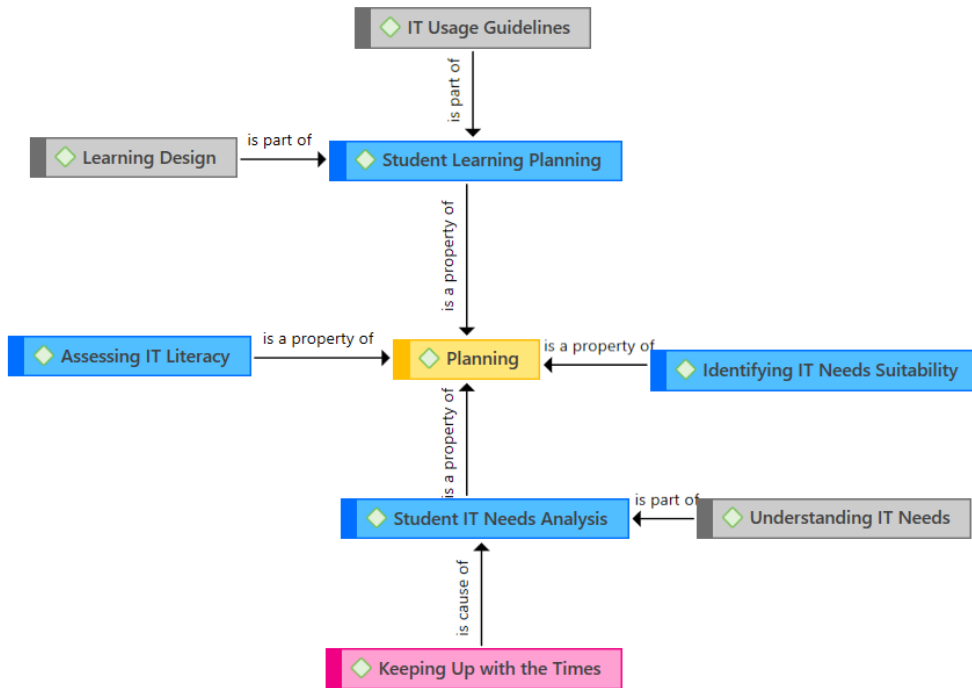 IT Usage Guidelines
is part of
Learning Design
is part of
Student Learning Planning
is a property of
Assessing IT Literacy
is a property of
Planning
is a property of
Identifying IT Needs Suitability
is a property of
Student IT Needs Analysis
is part of
Understanding IT Needs
is cause of
Keeping Up with the Times